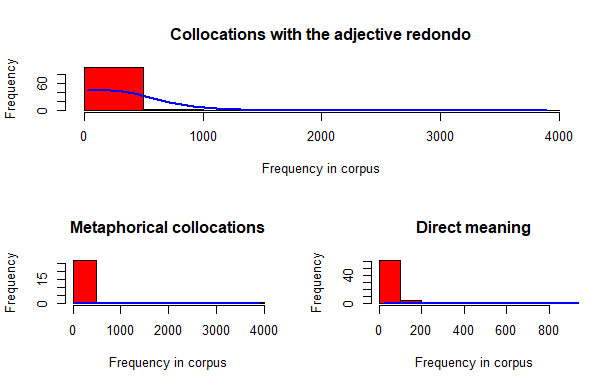 Collocations with the adjective redondo
Frequency
0 60
0 1000 2000 3000 4000
Frequency in corpus
Metaphorical collocations
Frequency
0 15
0 1000 2000 3000 4000
Frequency in corpus
Direct meaning
Frequency
0 40
0 200 400 600 800
Frequency in corpus